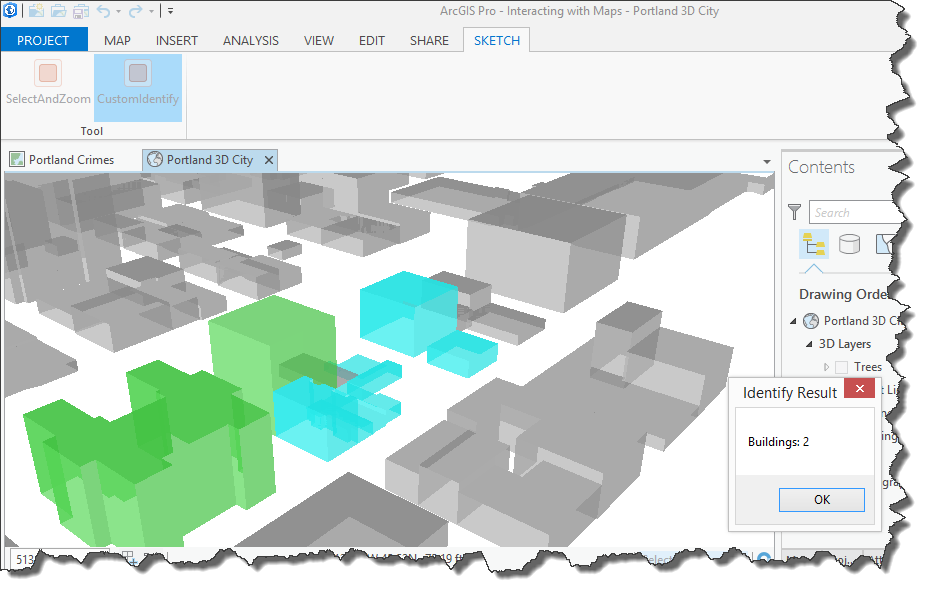 ArcGIS Pro - Interacting with Maps - Portland 3D City
PROJECT MAP INSERT ANALYSIS VIEW EDIT SHARE SKETCH
SelectAndZoom CustomIdentify
Tool
Portland Crimes Portland 3D City
Contents
Search
Drawing Orde
Portland 3D Ci
3D Layers
Trees
Identify Result
Buildings: 2
OK